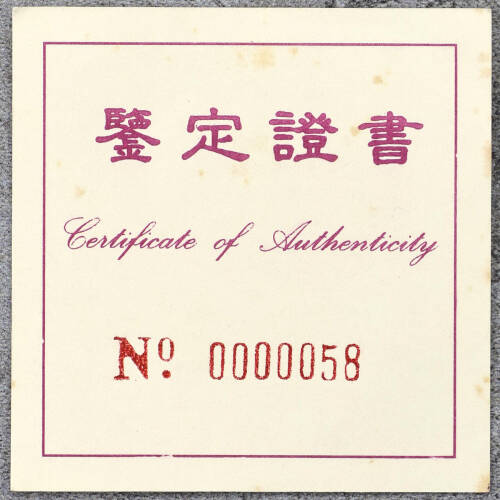 鑒定證書
Certificate of Authenticity
Nº 0000058